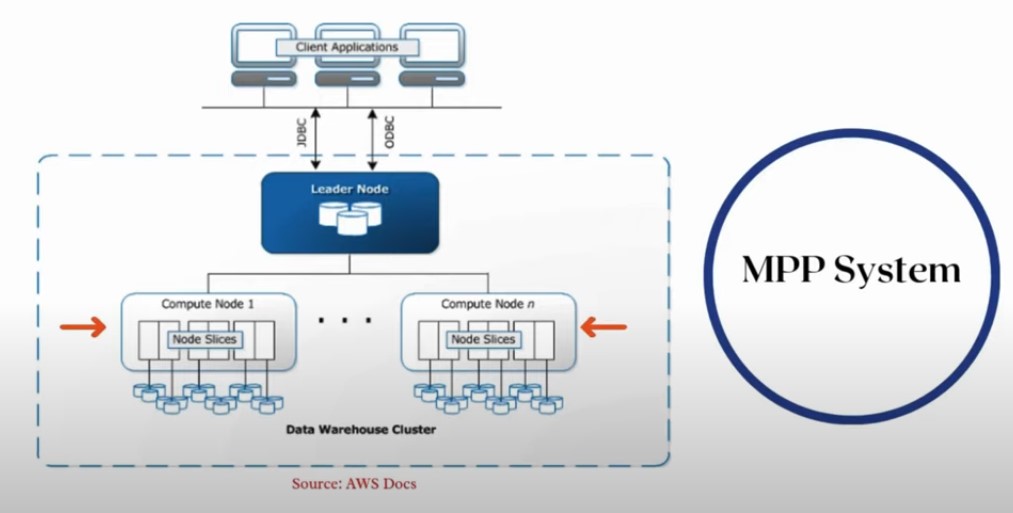 Client Applications
JDBC
ODBC
Leader Node
Compute Node 1
Node Slices
. . .
Compute Node n
Node Slices
Data Warehouse Cluster
Source: AWS Docs
MPP System